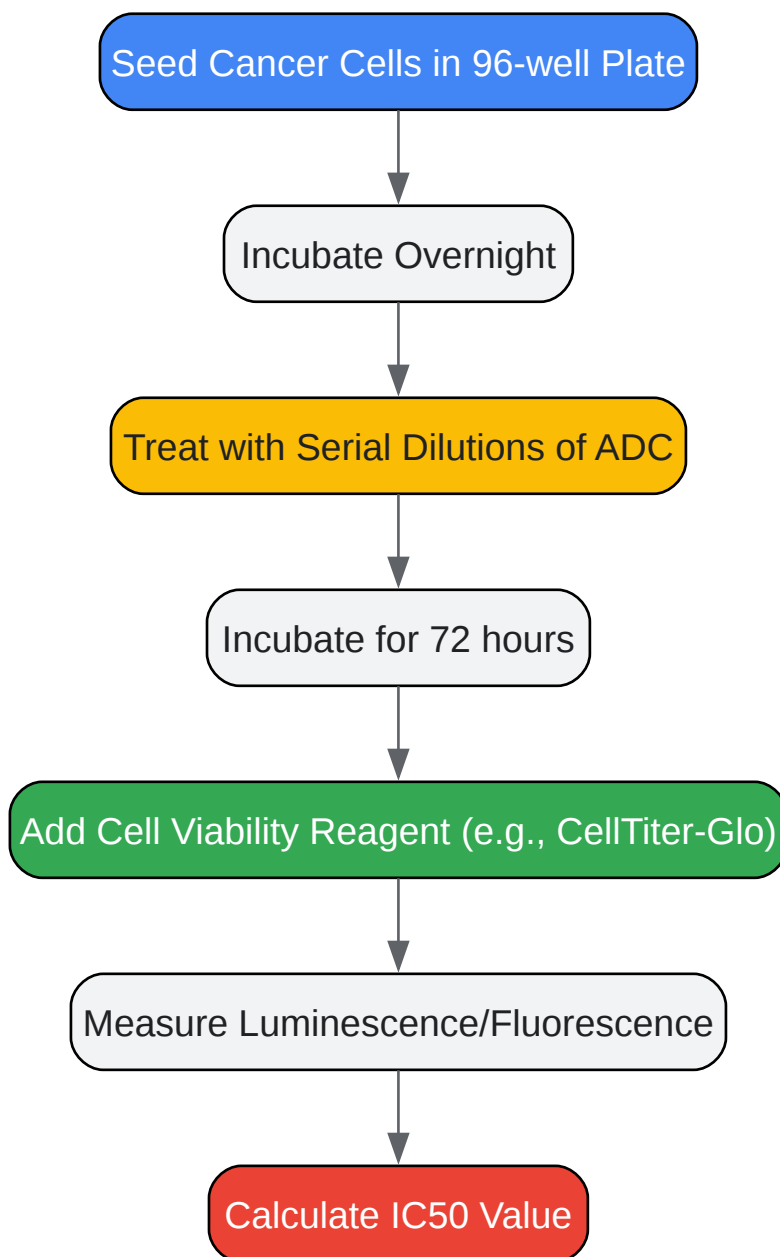 Seed Cancer Cells in 96-well Plate
Incubate Overnight
Treat with Serial Dilutions of ADC
Incubate for 72 hours
Add Cell Viability Reagent (e.g., CellTiter-Glo)
Measure Luminescence/Fluorescence
Calculate IC50 Value